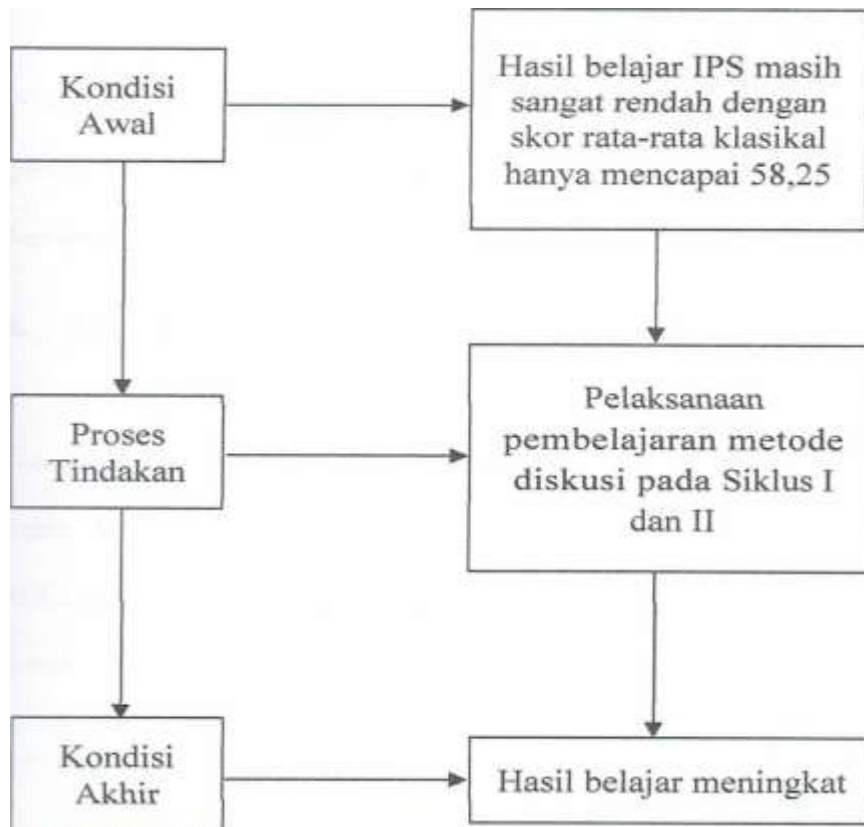 Kondisi
Awal
Hasil belajar IPS masih
sangat rendah dengan
skor rata-rata klasikal
hanya mencapai 58,25
Proses
Tindakan
Pelaksanaan
pembelajaran metode
diskusi pada Siklus I
dan II
Kondisi
Akhir
Hasil belajar meningkat